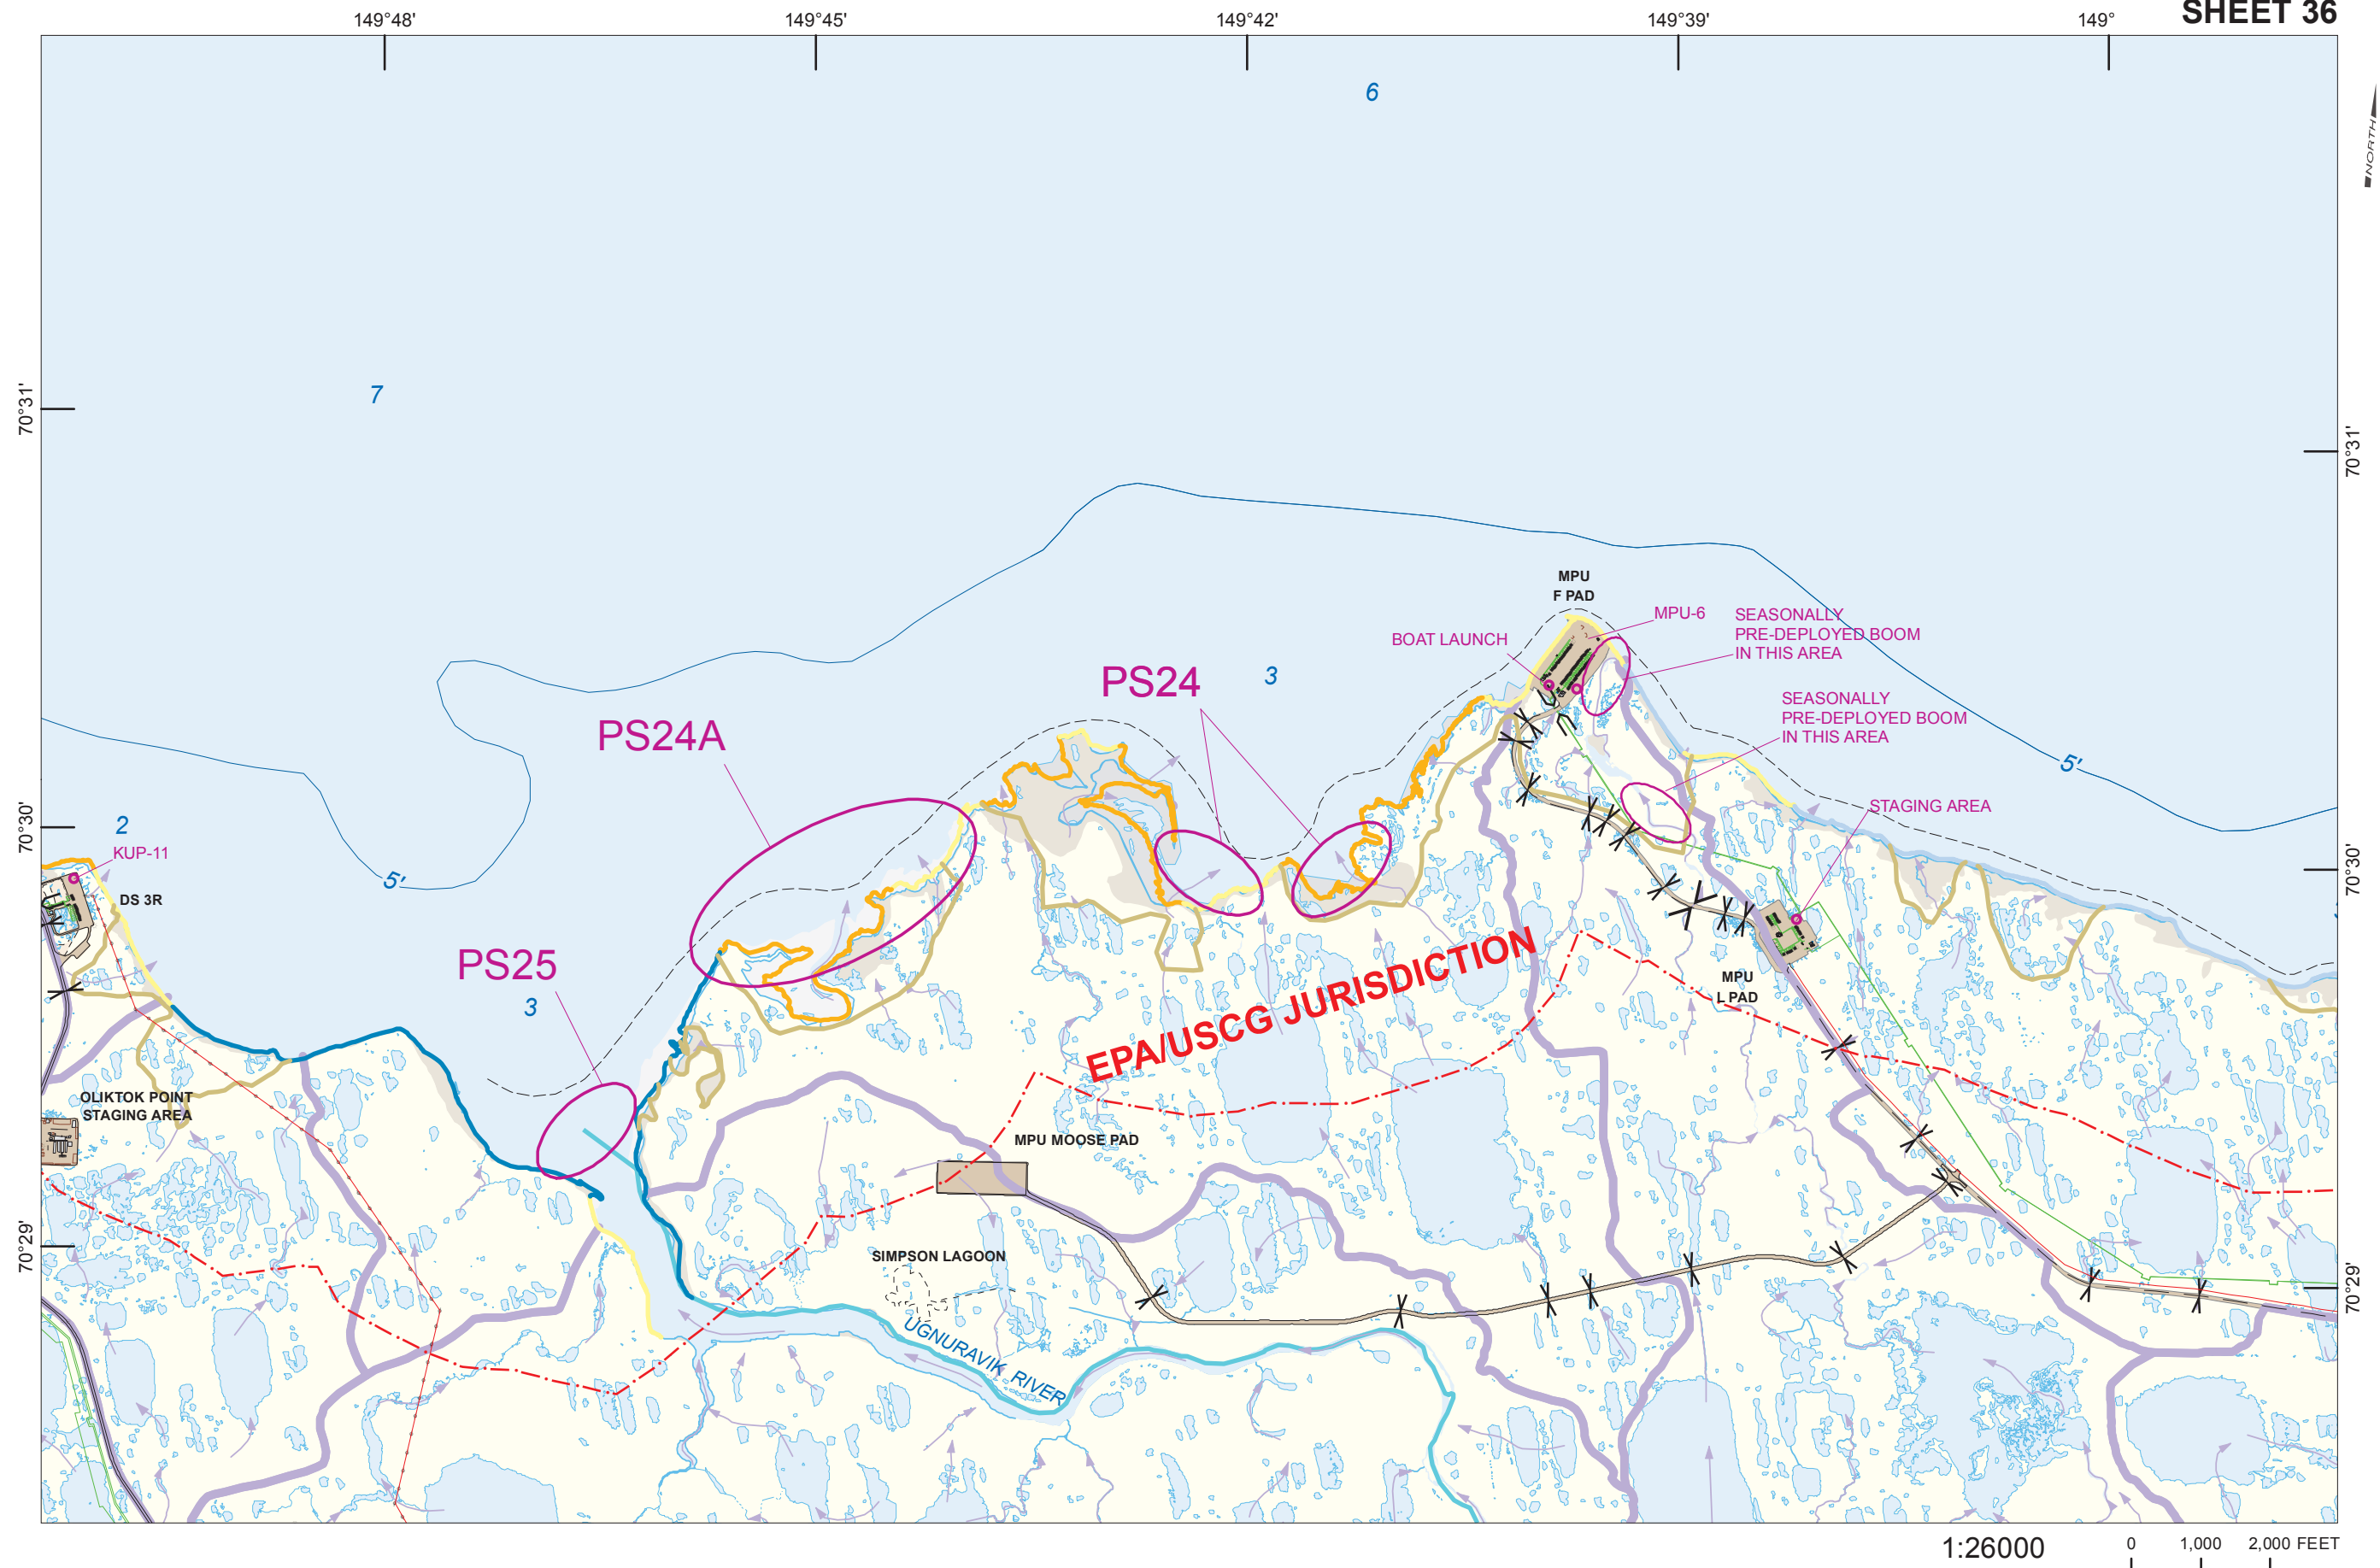 SHEET 36
149°48'
149°45'
149°42'
149°39'
149°
NORTH
6
7
70°31'
70°31'
MPU
F PAD
MPU-6
BOAT LAUNCH
SEASONALLY
PRE-DEPLOYED BOOM
IN THIS AREA
PS24
3
SEASONALLY
PRE-DEPLOYED BOOM
IN THIS AREA
PS24A
5'
STAGING AREA
70°30'
2
KUP-11
5'
70°30'
DS 3R
PS25
3
EPA/USCG JURISDICTION
MPU
L PAD
OLIKTOK POINT
STAGING AREA
MPU MOOSE PAD
70°29'
SIMPSON LAGOON
70°29'
UGNURAVIK RIVER
1:26000
0
1,000
2,000 FEET